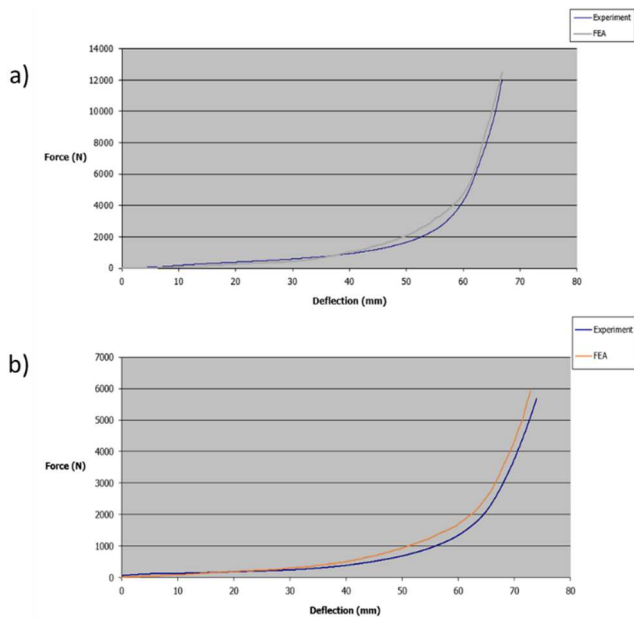 Experiment
FEA
a)
14000
12000
10000
8000
6000
4000
2000
0
Force (N)
0 10 20 30 40 50 60 70 80
Deflection (mm)
Experiment
FEA
b)
7000
6000
5000
4000
3000
2000
1000
0
Force (N)
0 10 20 30 40 50 60 70 80
Deflection (mm)